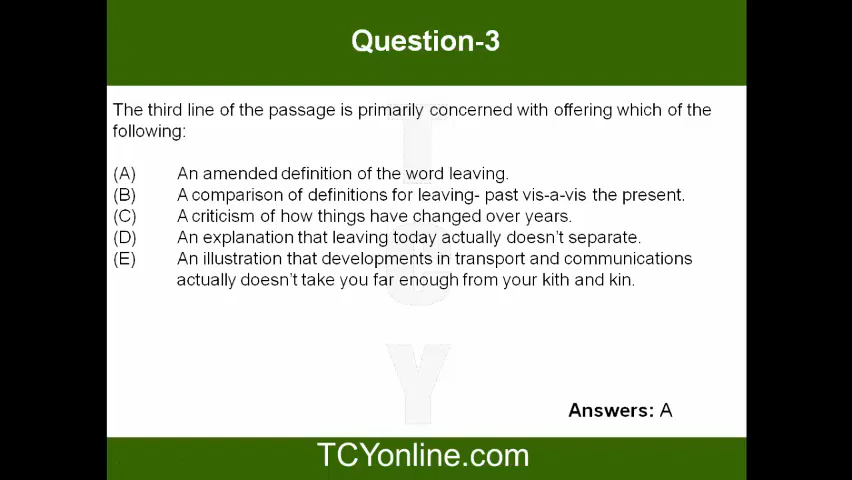 Question-3
The third line of the passage is primarily concerned with offering which of the
following:
(A) An amended definition of the word leaving.
(B) A comparison of definitions for leaving- past vis-a-vis the present.
(C) A criticism of how things have changed over years.
(D) An explanation that leaving today actually doesn't separate.
(E) An illustration that developments in transport and communications
actually doesn't take you far enough from your kith and kin.
TCY
Answers: A
TCYonline.com